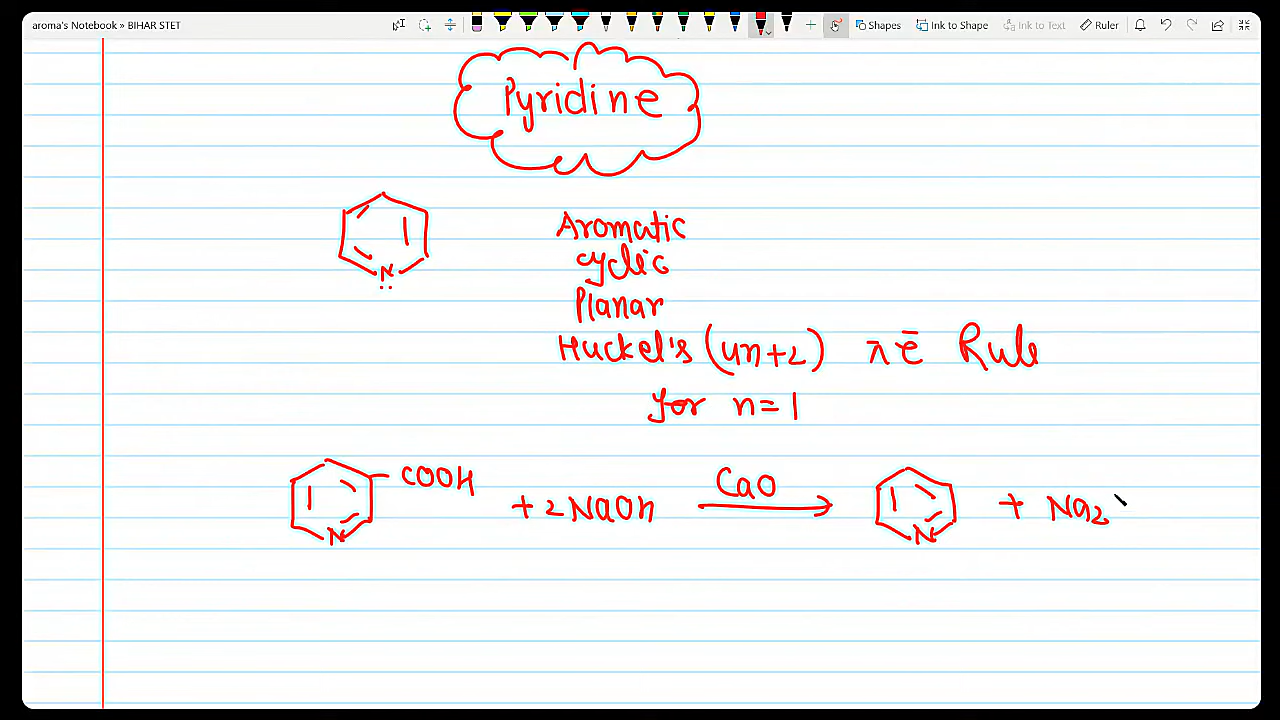 aroma's Notebook » BIHAR STET
Shapes Ink to Shape Ink to Text Ruler
Pyridine
N
Aromatic
cyclic
Planar
Huckel's (4n+2) πē Rule
for n=1
N COOH + 2NaOH CaO N + Na2